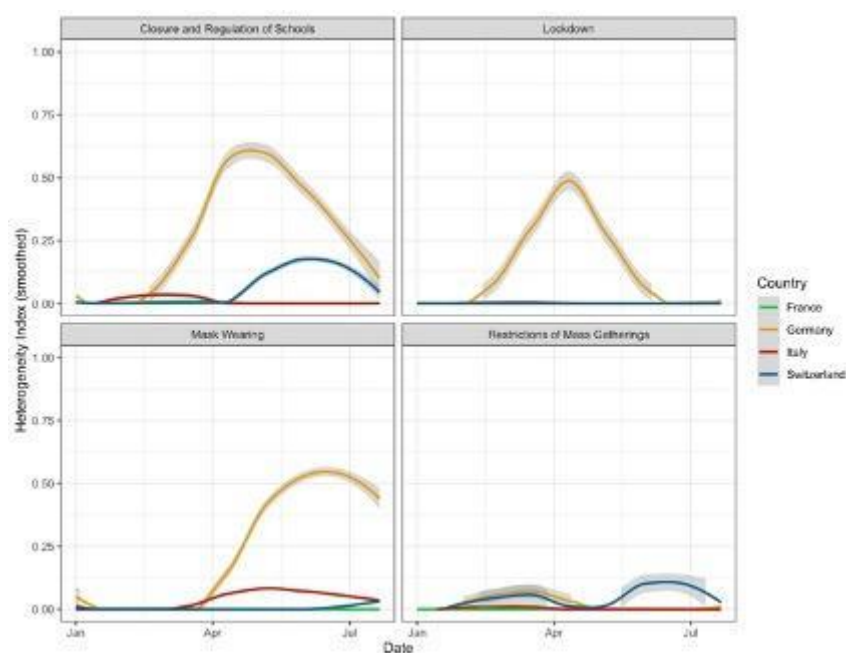 Closure and Regulation of Schools
Lockdown
1.00
0.75
0.50
0.25
0.00
Mask Wearing
Restrictions of Mass Gatherings
1.00
0.75
0.50
0.25
0.00
Jan
Apr
Jul
Jan
Apr
Jul
Date
Heterogeneity Index (smoothed)
Country
France
Germany
Italy
Switzerland